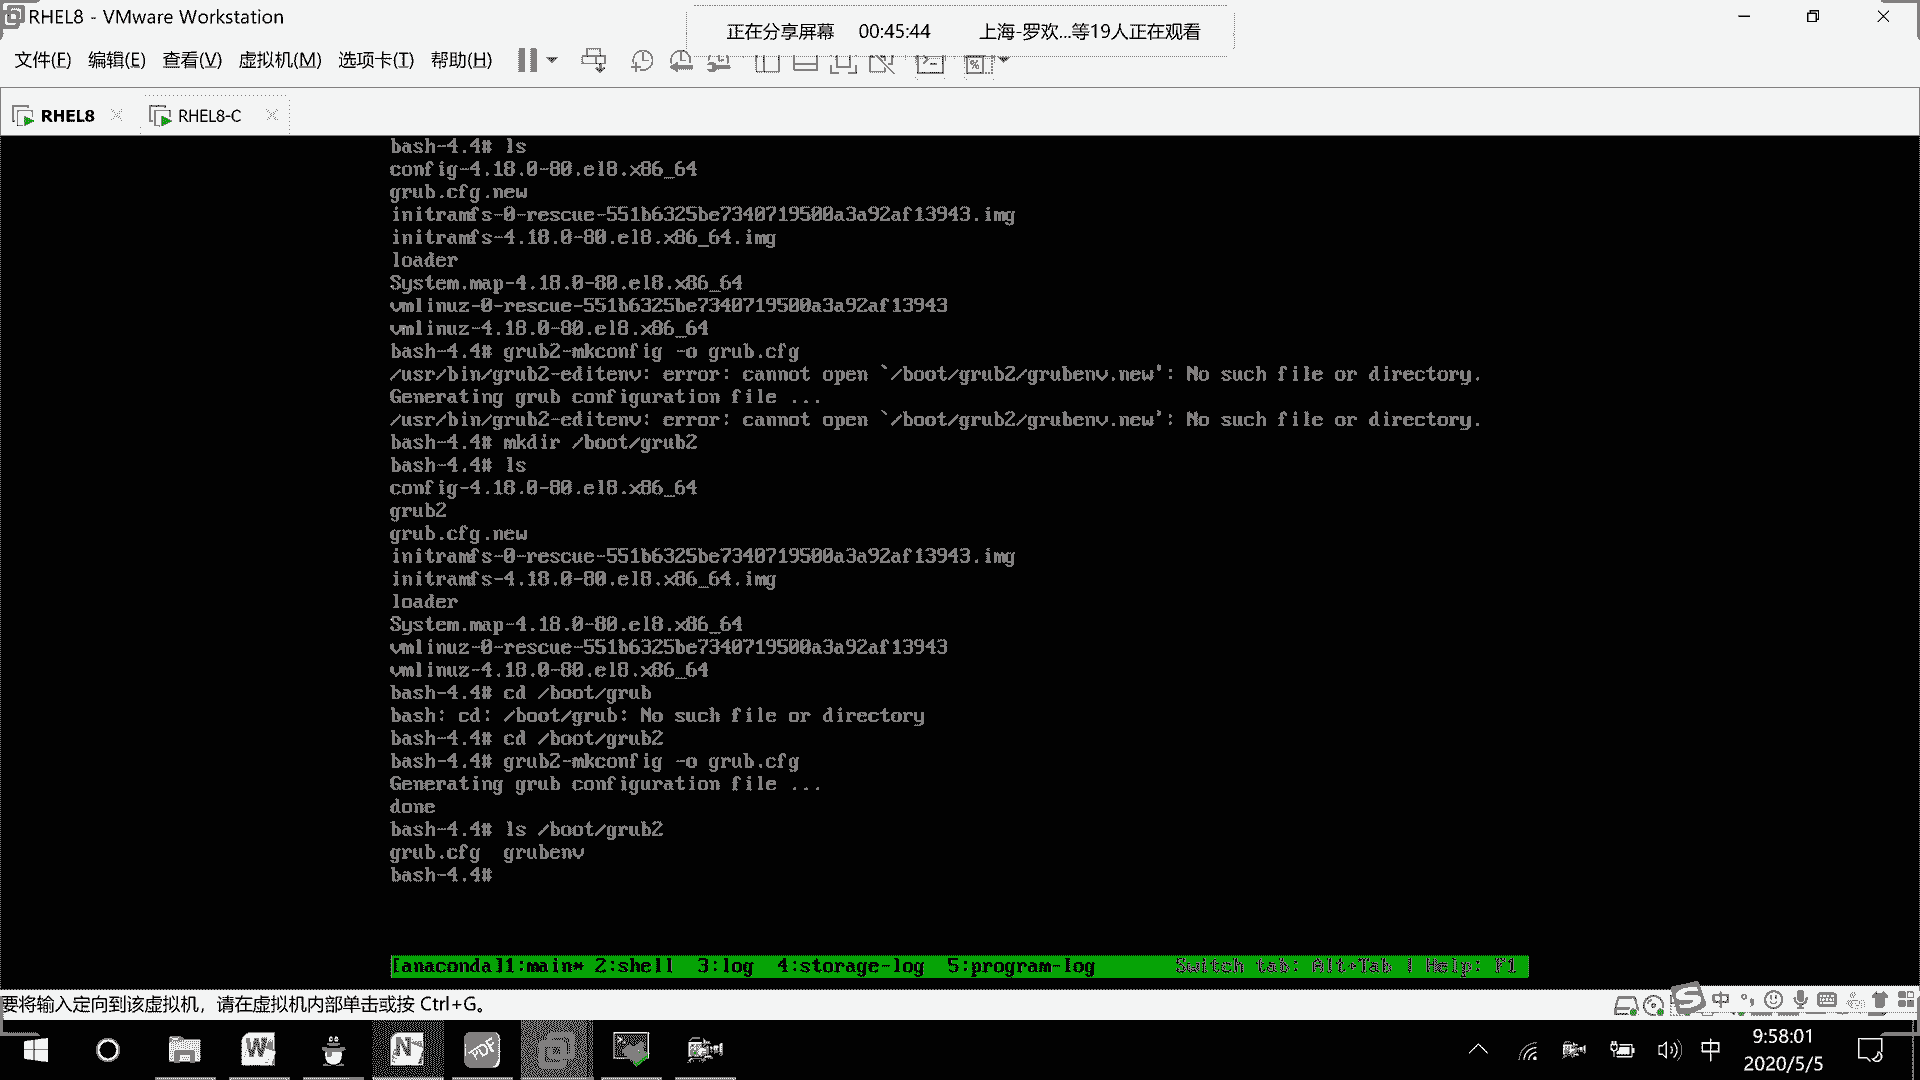 RHEL8 - VMware Workstation
正在分享屏幕 00:45:44 上海-罗欢...等19人正在观看
文件(F) 编辑(E) 查看(V) 虚拟机(M) 选项卡(T) 帮助(H)
RHEL8 RHEL8-C
bash-4.4# ls
config-4.18.0-80.el8.x86_64
grub.cfg.new
initramfs-0-rescue-551b6325be7340719500a3a92af13943.img
initramfs-4.18.0-80.el8.x86_64.img
loader
System.map-4.18.0-80.el8.x86_64
vmlinuz-0-rescue-551b6325be7340719500a3a92af13943
vmlinuz-4.18.0-80.el8.x86_64
bash-4.4# grub2-mkconfig -o grub.cfg
/usr/bin/grub2-editenv: error: cannot open `/boot/grub2/grubenv.new': No such file or directory.
Generating grub configuration file ...
/usr/bin/grub2-editenv: error: cannot open `/boot/grub2/grubenv.new': No such file or directory.
bash-4.4# mkdir /boot/grub2
bash-4.4# ls
config-4.18.0-80.el8.x86_64
grub2
grub.cfg.new
initramfs-0-rescue-551b6325be7340719500a3a92af13943.img
initramfs-4.18.0-80.el8.x86_64.img
loader
System.map-4.18.0-80.el8.x86_64
vmlinuz-0-rescue-551b6325be7340719500a3a92af13943
vmlinuz-4.18.0-80.el8.x86_64
bash-4.4# cd /boot/grub
bash: cd: /boot/grub: No such file or directory
bash-4.4# cd /boot/grub2
bash-4.4# grub2-mkconfig -o grub.cfg
Generating grub configuration file ...
done
bash-4.4# ls /boot/grub2
grub.cfg grubenv
bash-4.4#
[anaconda]1:main* 2:shell 3:log 4:storage-log 5:program-log Switch tab: Alt+Tab | Help: F1
要将输入定向到该虚拟机，请在虚拟机内部单击或按 Ctrl+G。
中
中
9:58:01
2020/5/5